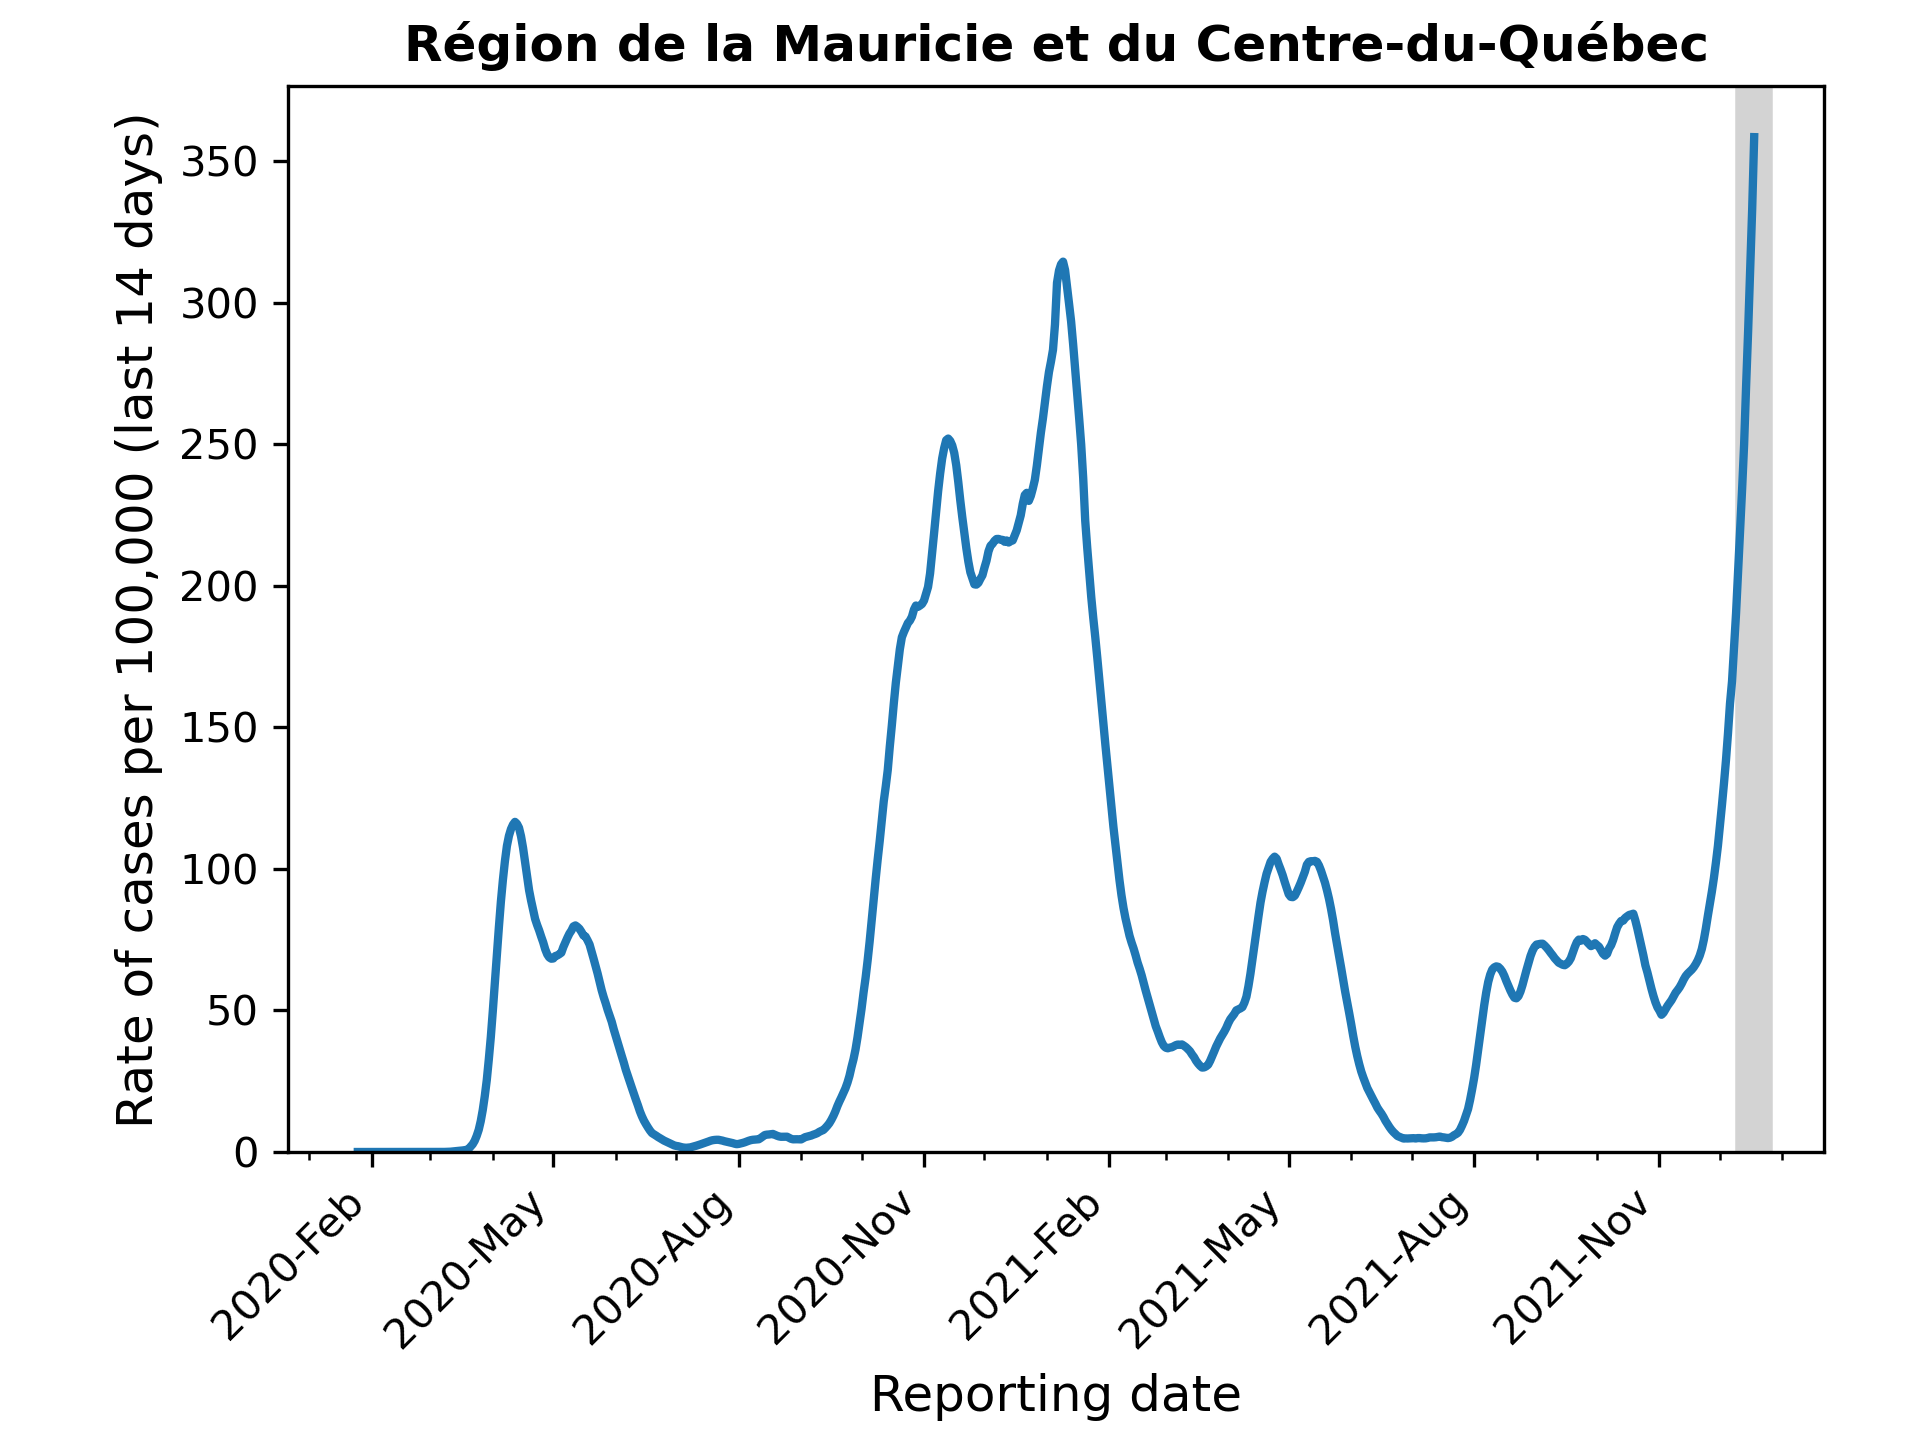 Région de la Mauricie et du Centre-du-Québec
Rate of cases per 100,000 (last 14 days)
350
300
250
200
150
100
50
0
2020-Feb
2020-May
2020-Aug
2020-Nov
2021-Feb
2021-May
2021-Aug
2021-Nov
Reporting date